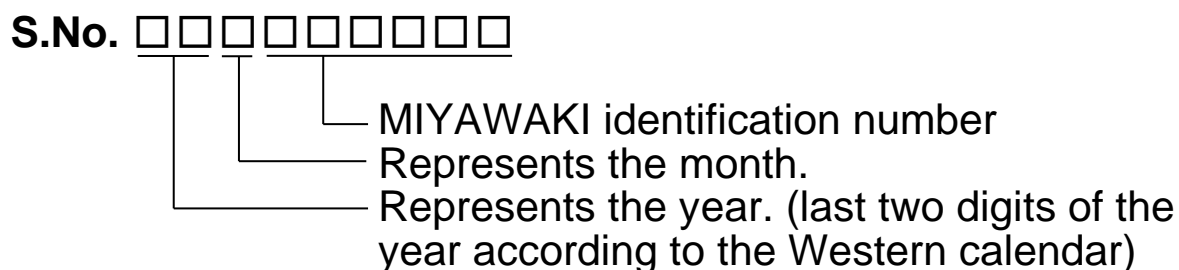 S.No. □□□□□□□□□
MIYAWAKI identification number
Represents the month.
Represents the year. (last two digits of the
year according to the Western calendar)